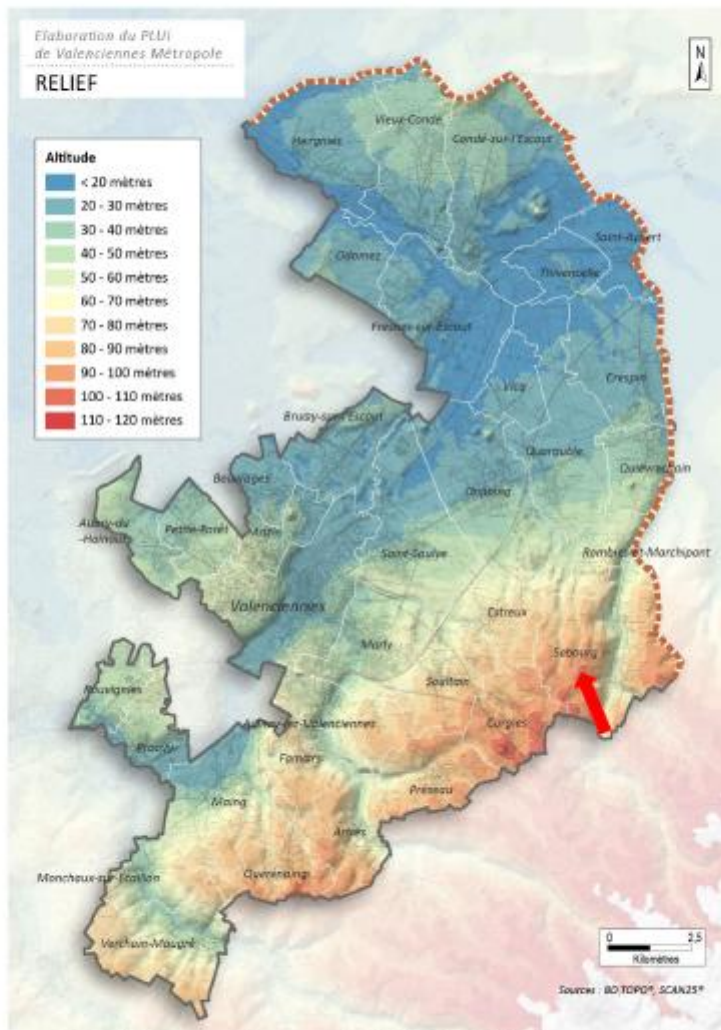 Elaboration du PLUi
de Valenciennes Métropole
RELIEF
N
Altitude
< 20 mètres
20 - 30 mètres
30 - 40 mètres
40 - 50 mètres
50 - 60 mètres
60 - 70 mètres
70 - 80 mètres
80 - 90 mètres
90 - 100 mètres
100 - 110 mètres
110 - 120 mètres
Vieux-Condé
Hergnies
Condé-sur-l'Escaut
Saint-Aybert
Odomez
Thivencelle
Fresnes-sur-Escaut
Vicq
Crespin
Bruay-sur-l'Escaut
Quarouble
Quiévrechain
Beuvrages
Onnaing
Aubry-du
-Hainaut
Petite-Forêt
Anzin
Saint-Saulve
Rombies-et-Marchipont
Valenciennes
Estreux
Marly
Sebourg
Saultain
Rouvignies
Aulnoy-lez-Valenciennes
Curgies
Prouvy
Famars
Maing
Préseau
Artres
Monchaux-sur-Ecaillon
Querenaing
Verchain-Maugré
0 2,5
Kilomètres
Sources : BD TOPO®, SCAN25®